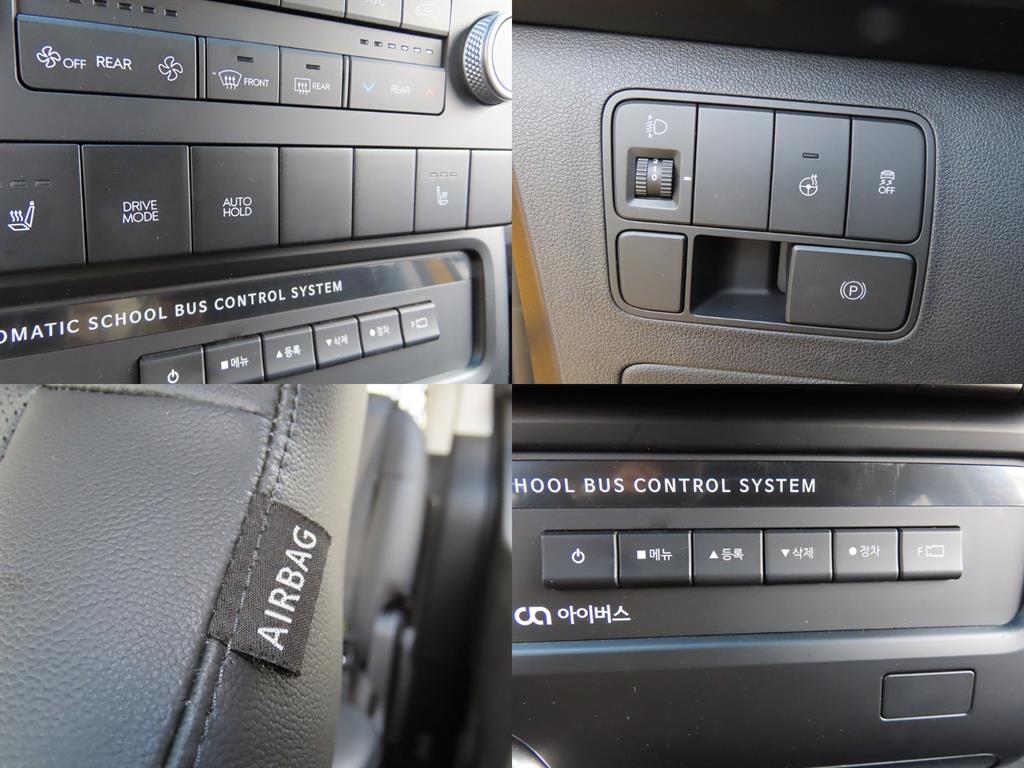 OFF REAR
FRONT
REAR
REAR
DRIVE
MODE
AUTO
HOLD
OMATIC SCHOOL BUS CONTROL SYSTEM
■메뉴
▲등록
▼삭제
●정차
F
OFF
P
AIRBAG
HOOL BUS CONTROL SYSTEM
■메뉴
▲등록
▼삭제
●정차
F
아이버스